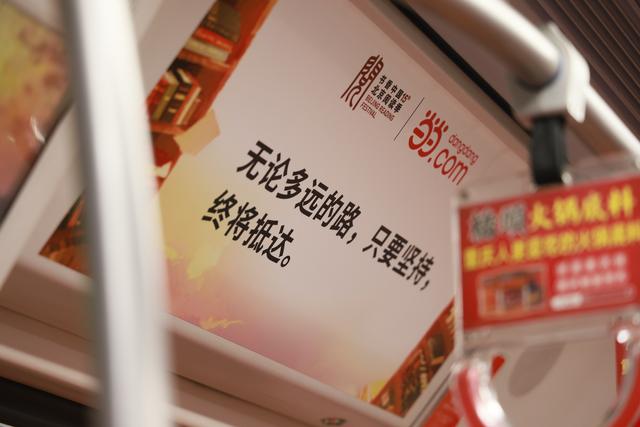 書香中国
北京阅读季
BEIJING READING
FESTIVAL
当当
dangdang
.com
无论多远的路，只要坚持，
终将抵达。
火锅底料